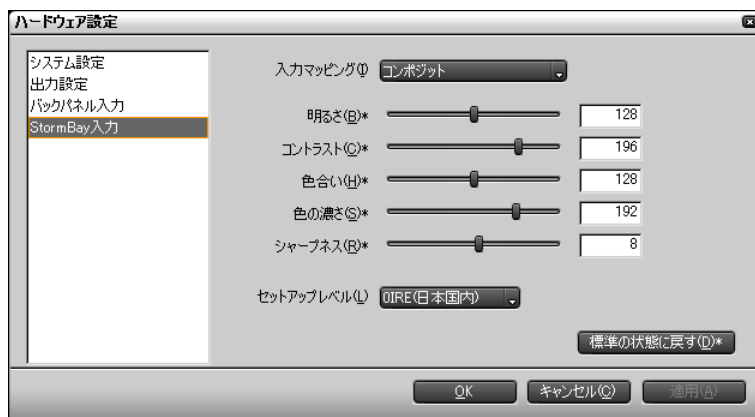 ハードウェア設定
システム設定
出力設定
バックパネル入力
StormBay入力
入力マッピング(I) コンポジット
明るさ(B)* 128
コントラスト(C)* 196
色合い(H)* 128
色の濃さ(S)* 192
シャープネス(R)* 8
セットアップレベル(L) 0IRE(日本国内)
標準の状態に戻す(D)*
OK キャンセル(C) 適用(A)